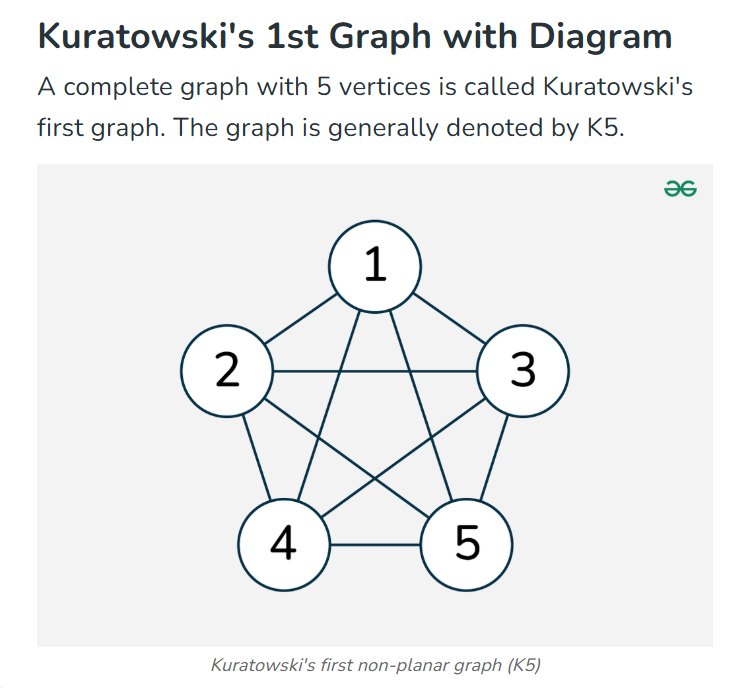 Kuratowski's 1st Graph with Diagram
A complete graph with 5 vertices is called Kuratowski's
first graph. The graph is generally denoted by K5.
1
2
3
4
5
Kuratowski's first non-planar graph (K5)